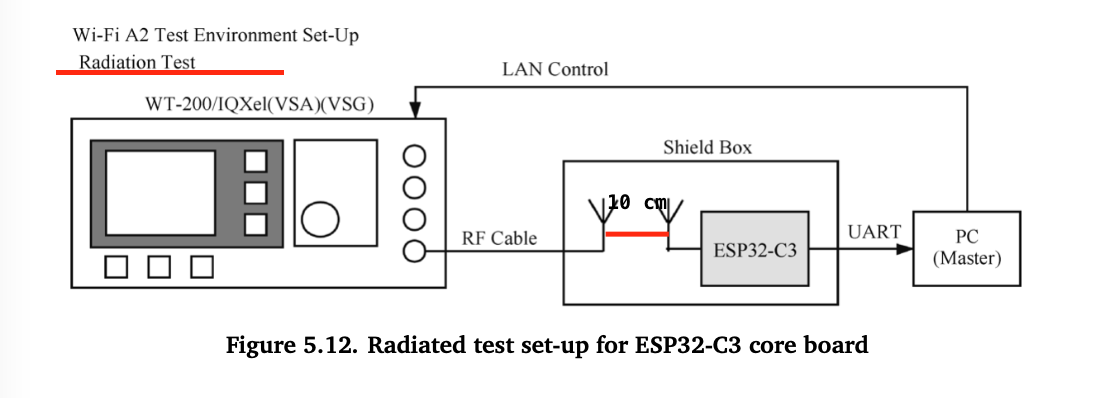 Wi-Fi A2 Test Environment Set-Up
Radiation Test
LAN Control
WT-200/IQXel(VSA)(VSG)
Shield Box
10 cm
RF Cable
ESP32-C3
UART
PC
(Master)
Figure 5.12. Radiated test set-up for ESP32-C3 core board